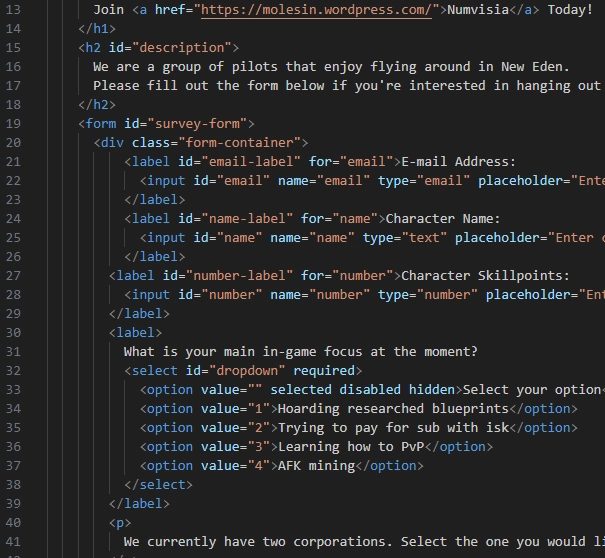 13 Join <a href="https://molesin.wordpress.com/">Numvisia</a> Today!
14 </h1>
15 <h2 id="description">
16 We are a group of pilots that enjoy flying around in New Eden.
17 Please fill out the form below if you're interested in hanging out
18 </h2>
19 <form id="survey-form">
20 <div class="form-container">
21 <label id="email-label" for="email">E-mail Address:
22 <input id="email" name="email" type="email" placeholder="Ente
23 </label>
24 <label id="name-label" for="name">Character Name:
25 <input id="name" name="name" type="text" placeholder="Enter c
26 </label>
27 <label id="number-label" for="number">Character Skillpoints:
28 <input id="number" name="number" type="number" placeholder="Ent
29 </label>
30 <label>
31 What is your main in-game focus at the moment?
32 <select id="dropdown" required>
33 <option value="" selected disabled hidden>Select your option<
34 <option value="1">Hoarding researched blueprints</option>
35 <option value="2">Trying to pay for sub with isk</option>
36 <option value="3">Learning how to PvP</option>
37 <option value="4">AFK mining</option>
38 </select>
39 </label>
40 <p>
41 We currently have two corporations. Select the one you would li